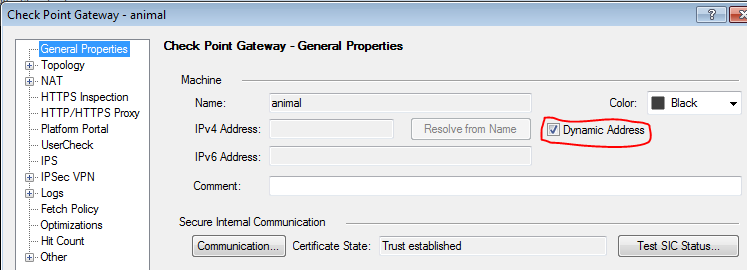 Check Point Gateway - animal
General Properties
Topology
NAT
HTTPS Inspection
HTTP/HTTPS Proxy
Platform Portal
UserCheck
IPS
IPSec VPN
Logs
Fetch Policy
Optimizations
Hit Count
Other
Check Point Gateway - General Properties
Machine
Name: animal Color: Black
IPv4 Address: Resolve from Name Dynamic Address
IPv6 Address:
Comment:
Secure Internal Communication
Communication... Certificate State: Trust established Test SIC Status...